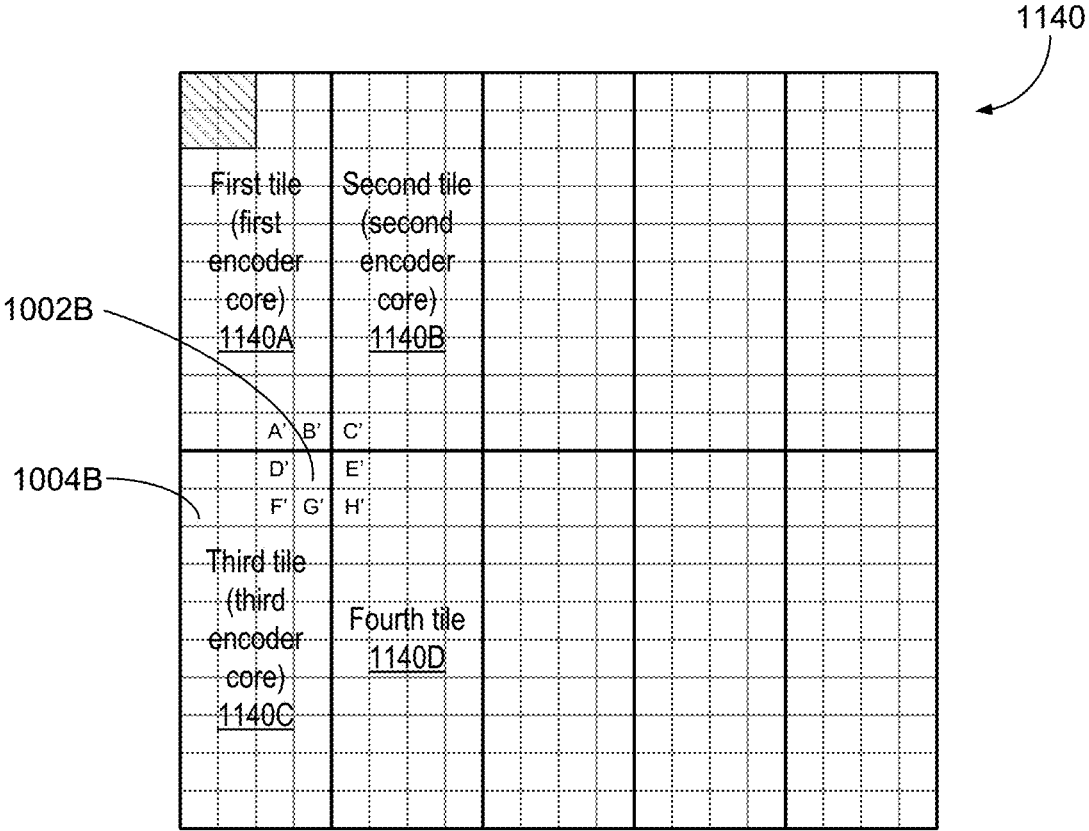 1140
First tile
(first
encoder
core)
1140A
Second tile
(second
encoder
core)
1140B
1002B
A' B' C'
D' E'
1004B
F' G' H'
Third tile
(third
encoder
core)
1140C
Fourth tile
1140D